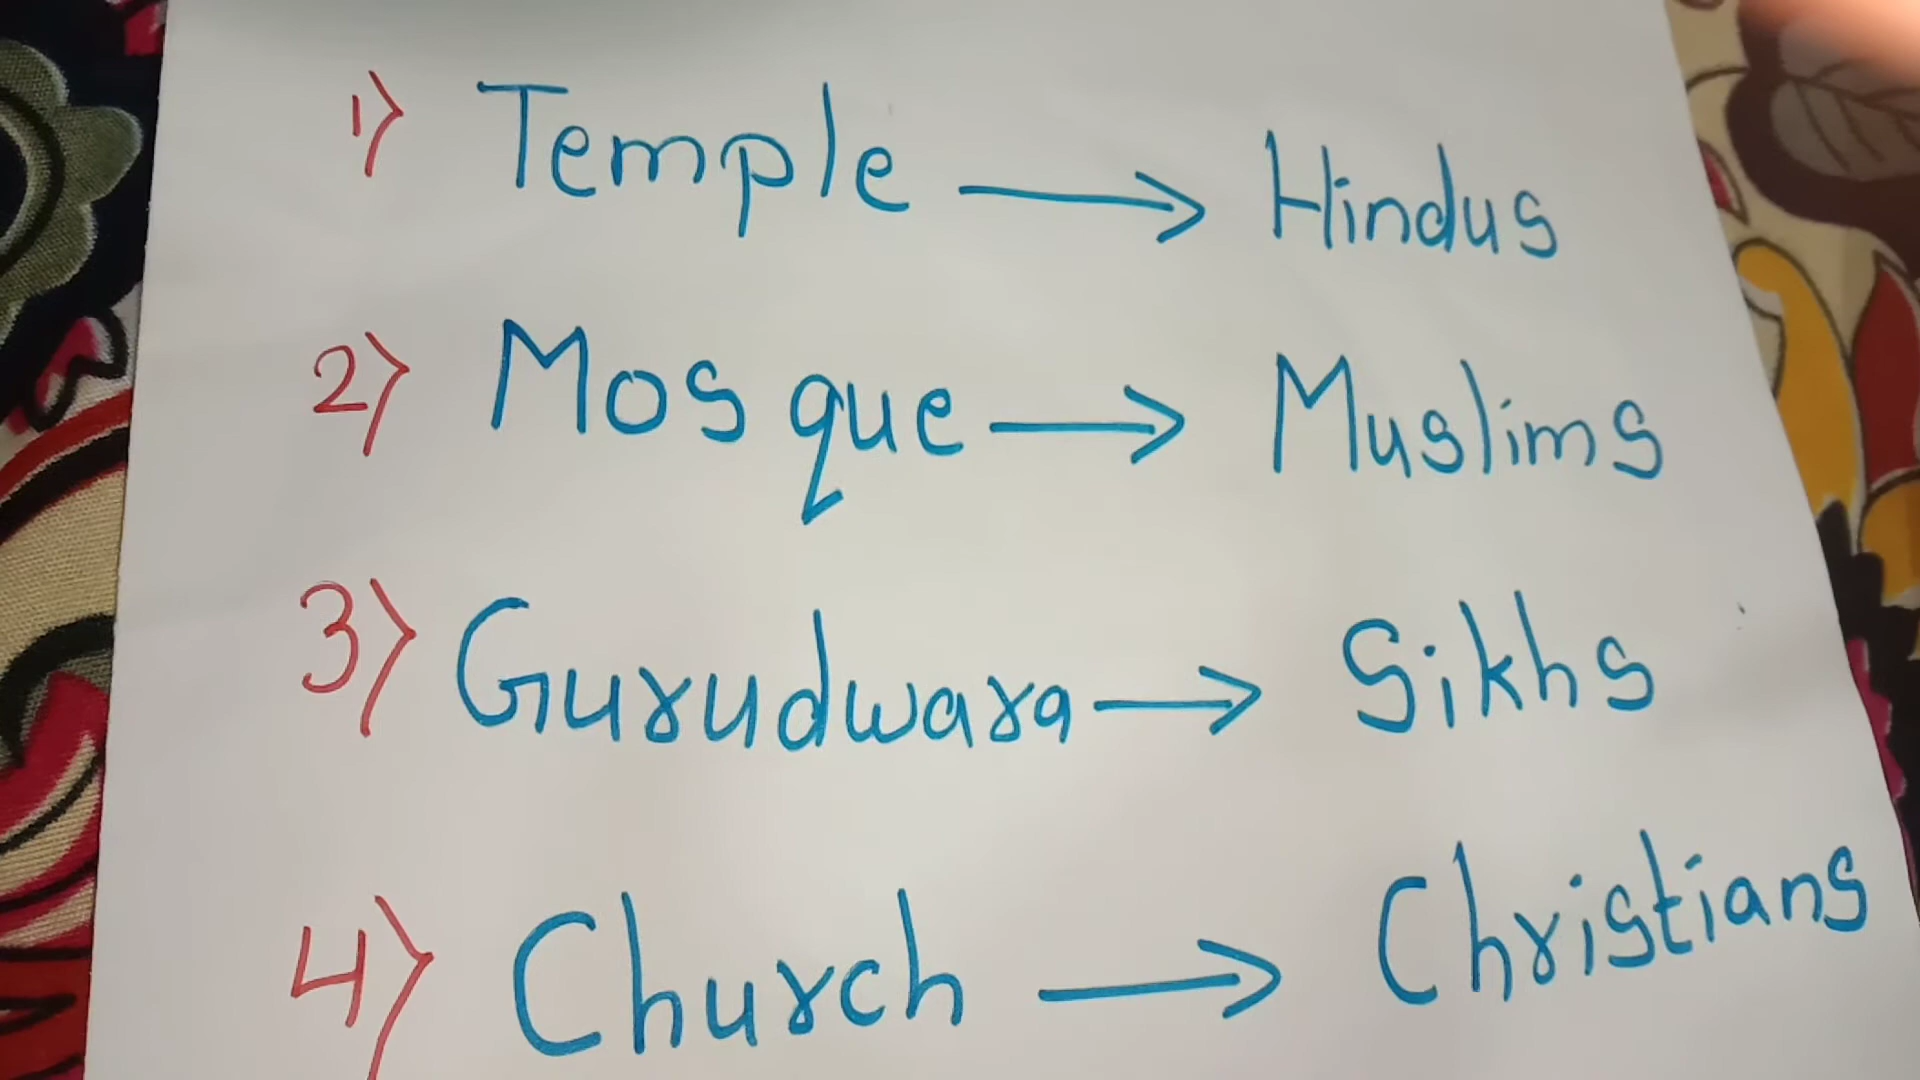 1) Temple → Hindus
2) Mosque → Muslims
3) Gurudwara → Sikhs
4) Church → Christians